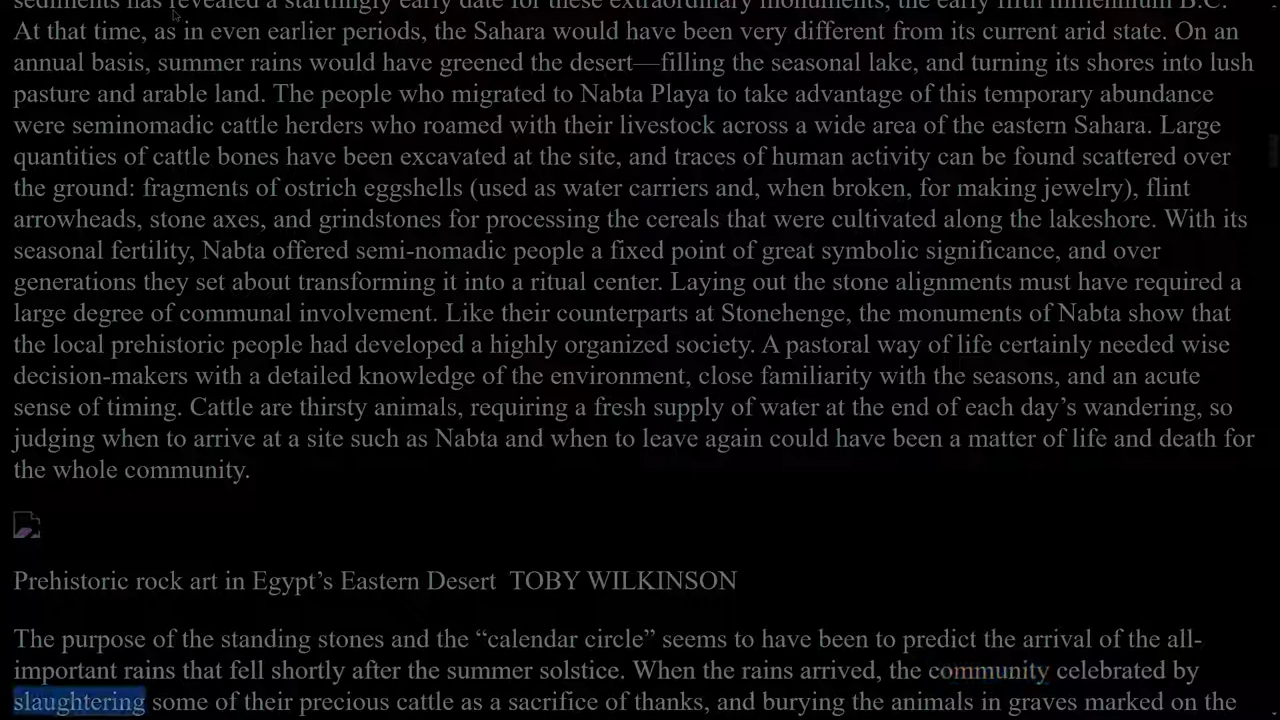 sediments has revealed a startlingly early date for these extraordinary monuments, the early fifth millennium B.C.
At that time, as in even earlier periods, the Sahara would have been very different from its current arid state. On an
annual basis, summer rains would have greened the desert—filling the seasonal lake, and turning its shores into lush
pasture and arable land. The people who migrated to Nabta Playa to take advantage of this temporary abundance
were seminomadic cattle herders who roamed with their livestock across a wide area of the eastern Sahara. Large
quantities of cattle bones have been excavated at the site, and traces of human activity can be found scattered over
the ground: fragments of ostrich eggshells (used as water carriers and, when broken, for making jewelry), flint
arrowheads, stone axes, and grindstones for processing the cereals that were cultivated along the lakeshore. With its
seasonal fertility, Nabta offered semi-nomadic people a fixed point of great symbolic significance, and over
generations they set about transforming it into a ritual center. Laying out the stone alignments must have required a
large degree of communal involvement. Like their counterparts at Stonehenge, the monuments of Nabta show that
the local prehistoric people had developed a highly organized society. A pastoral way of life certainly needed wise
decision-makers with a detailed knowledge of the environment, close familiarity with the seasons, and an acute
sense of timing. Cattle are thirsty animals, requiring a fresh supply of water at the end of each day’s wandering, so
judging when to arrive at a site such as Nabta and when to leave again could have been a matter of life and death for
the whole community.
Prehistoric rock art in Egypt’s Eastern Desert TOBY WILKINSON
The purpose of the standing stones and the “calendar circle” seems to have been to predict the arrival of the all-
important rains that fell shortly after the summer solstice. When the rains arrived, the community celebrated by
slaughtering some of their precious cattle as a sacrifice of thanks, and burying the animals in graves marked on the